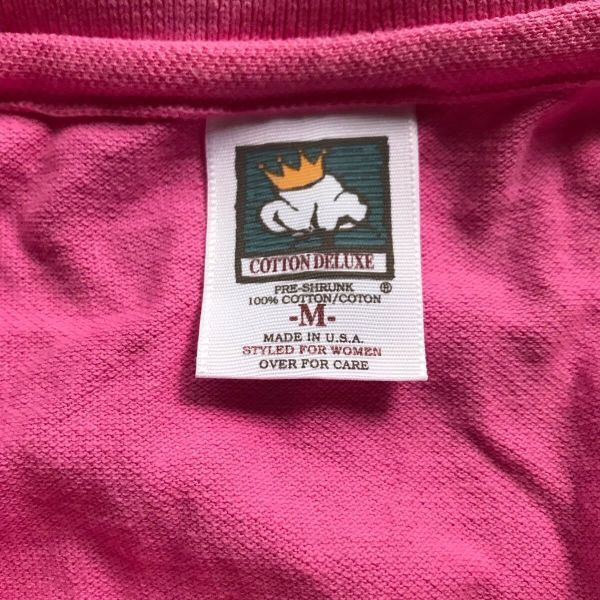 COTTON DELUXE
®
PRE-SHRUNK
100% COTTON/COTON
-M-
MADE IN U.S.A.
STYLED FOR WOMEN
OVER FOR CARE